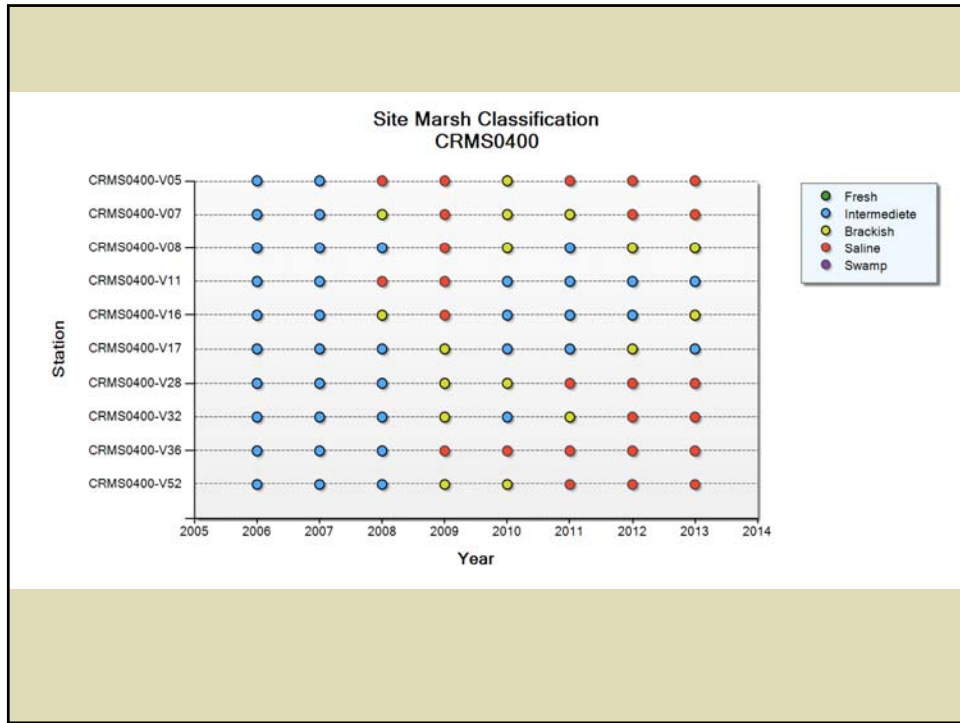 Site Marsh Classification
CRMS0400
CRMS0400-V05
CRMS0400-V07
CRMS0400-V08
CRMS0400-V11
CRMS0400-V16
CRMS0400-V17
CRMS0400-V28
CRMS0400-V32
CRMS0400-V36
CRMS0400-V52
Station
2005 2006 2007 2008 2009 2010 2011 2012 2013 2014
Year
Fresh
Intermediete
Brackish
Saline
Swamp